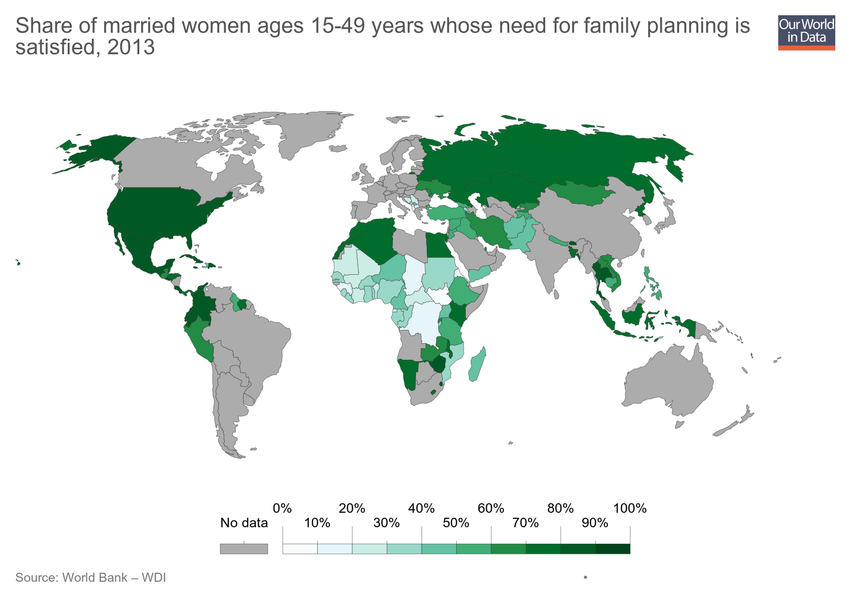 Share of married women ages 15-49 years whose need for family planning is
satisfied, 2013
Our World
in Data
0% 20% 40% 60% 80% 100%
No data 10% 30% 50% 70% 90%
Source: World Bank – WDI